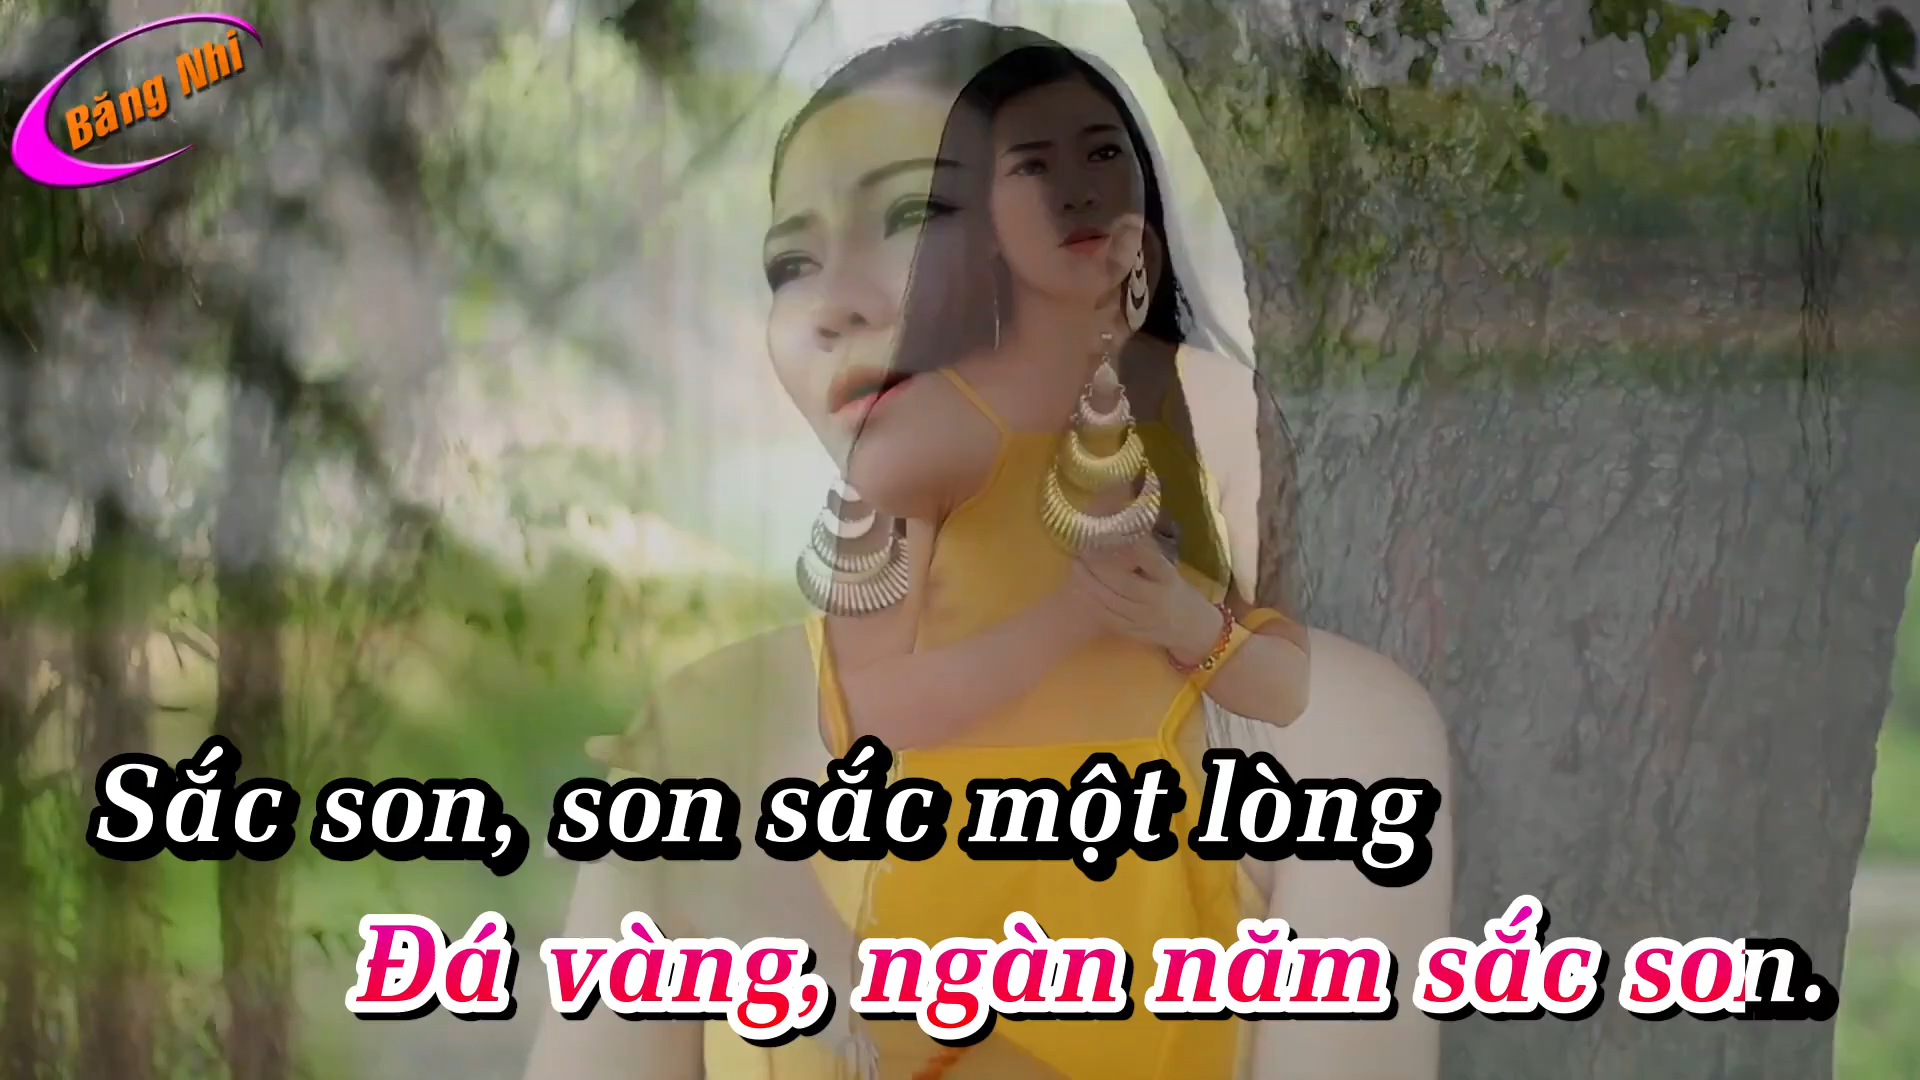 Băng Nhi
Sắc son, son sắc một lòng
Đá vàng, ngàn năm sắc son.